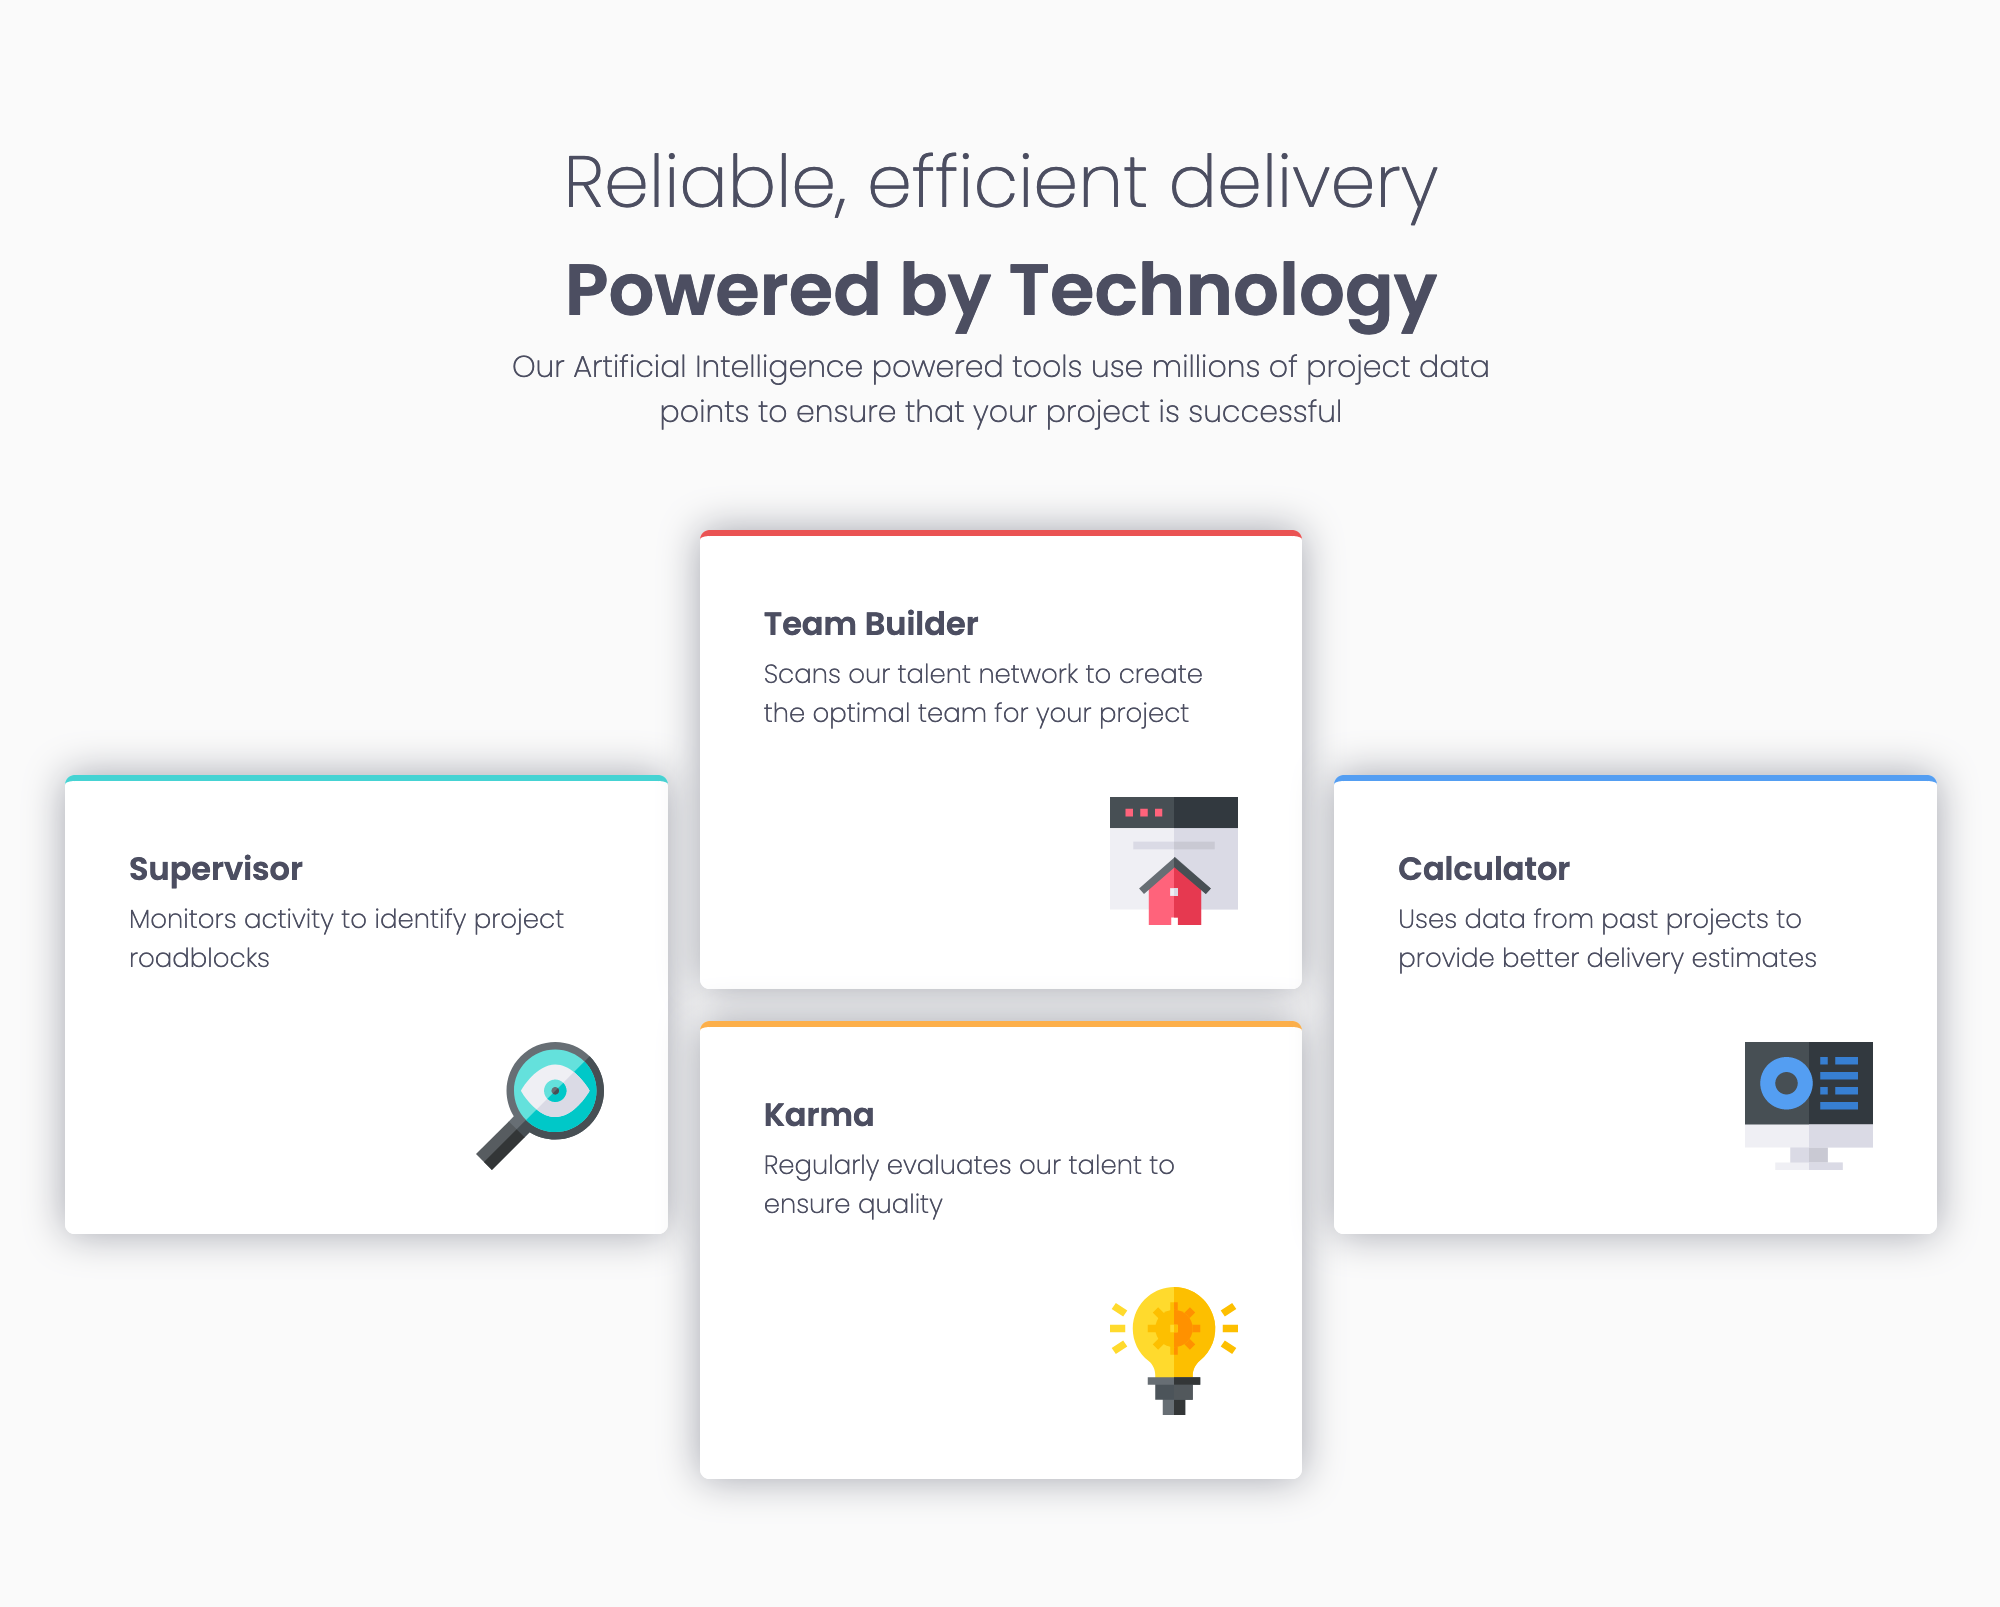 Reliable, efficient delivery
Powered by Technology
Our Artificial Intelligence powered tools use millions of project data
points to ensure that your project is successful
Supervisor
Monitors activity to identify project
roadblocks
Team Builder
Scans our talent network to create
the optimal team for your project
Karma
Regularly evaluates our talent to
ensure quality
Calculator
Uses data from past projects to
provide better delivery estimates